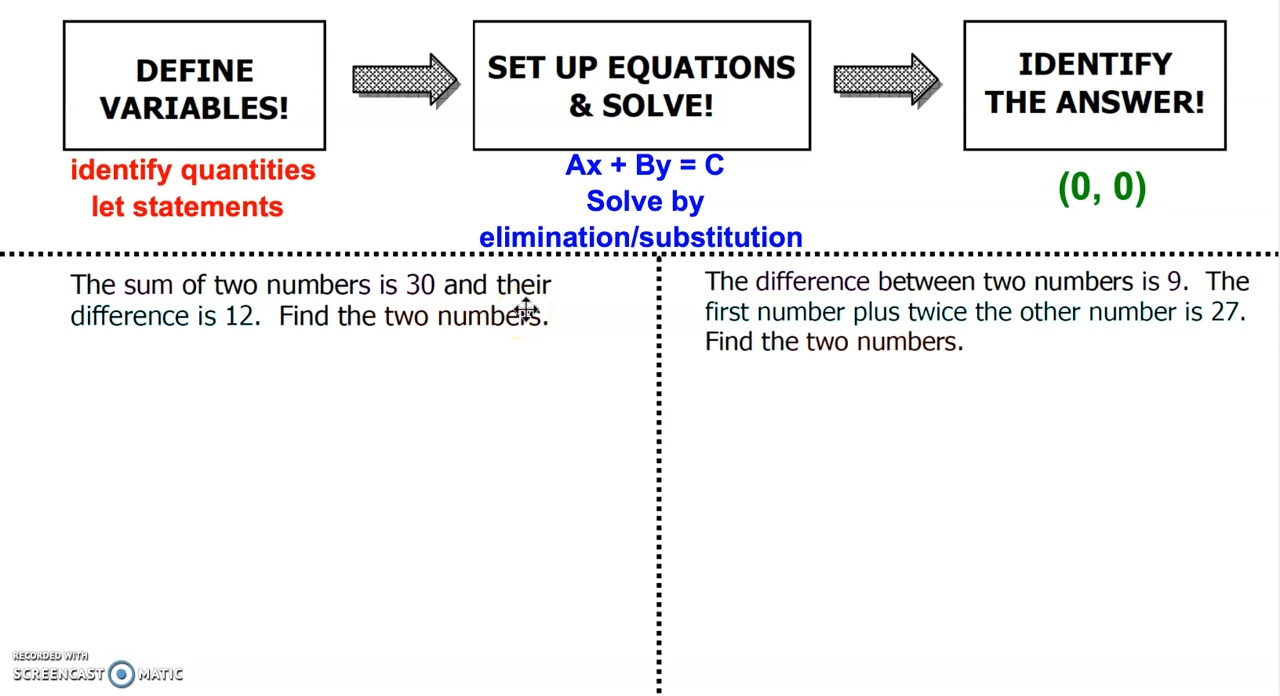 DEFINE
VARIABLES!
identify quantities
let statements
SET UP EQUATIONS
& SOLVE!
Ax + By = C
Solve by
elimination/substitution
IDENTIFY
THE ANSWER!
(0, 0)
The sum of two numbers is 30 and their
difference is 12.  Find the two numbers.
The difference between two numbers is 9.  The
first number plus twice the other number is 27.
Find the two numbers.
RECORDED WITH
SCREENCAST MATIC